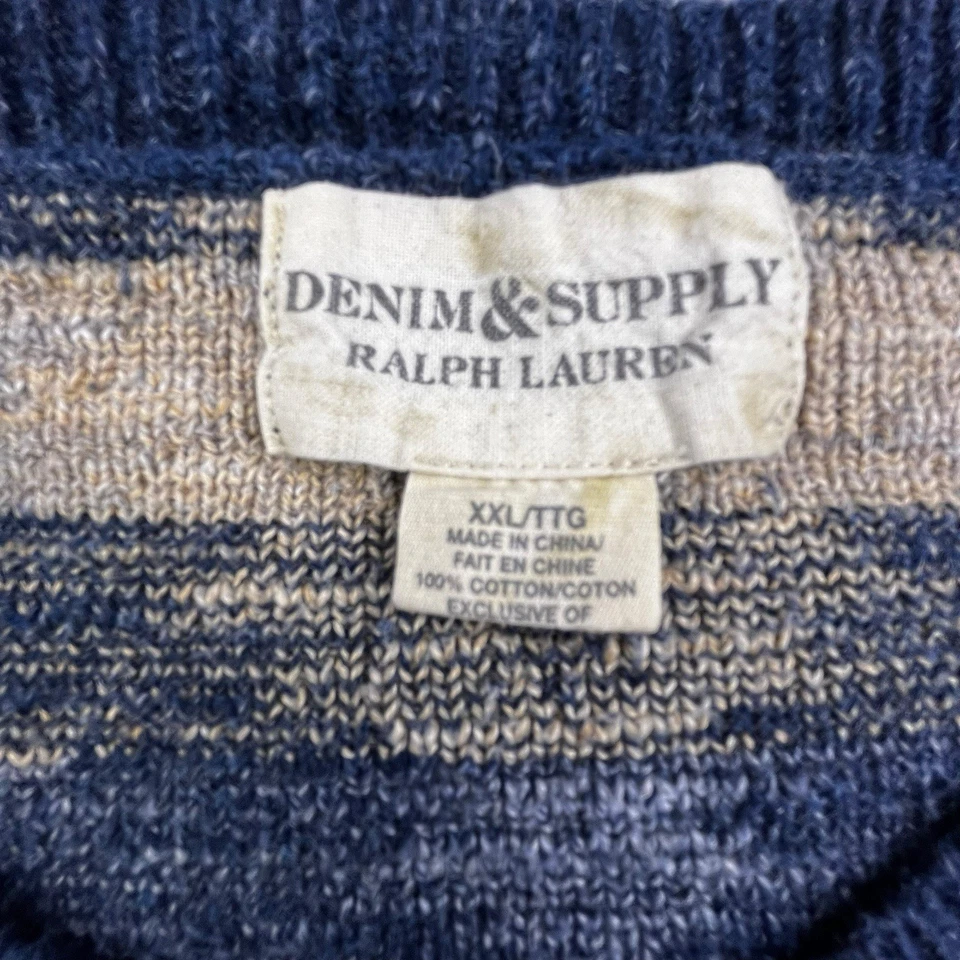 DENIM & SUPPLY
RALPH LAUREN
XXL/TTG
MADE IN CHINA/
FAIT EN CHINE
100% COTTON/COTON
EXCLUSIVE OF